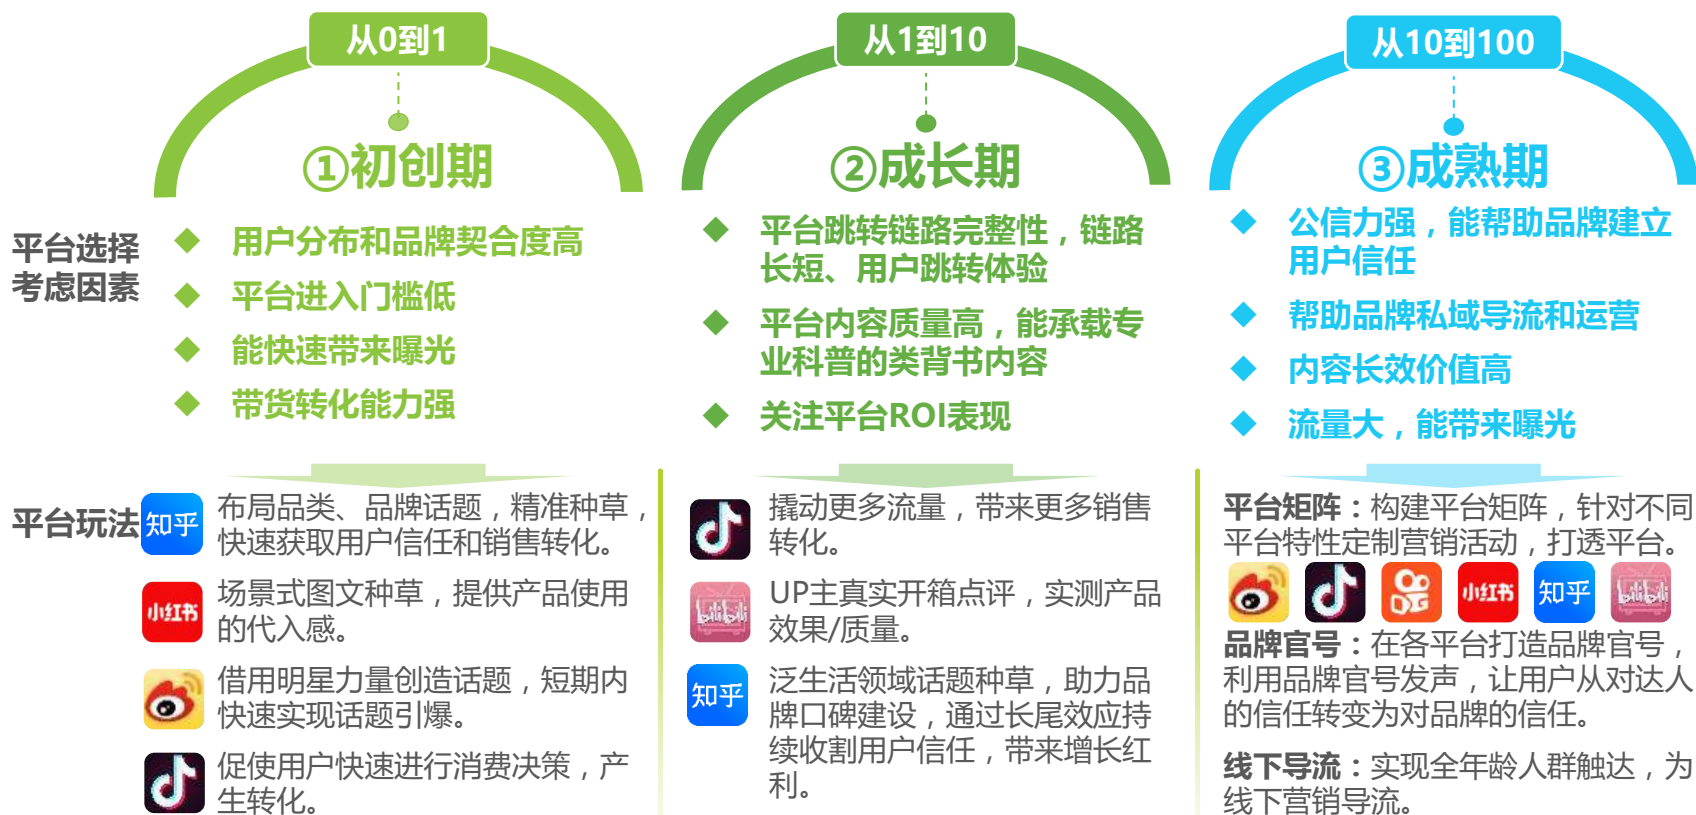 从0到1
①初创期
从1到10
②成长期
从10到100
③成熟期
平台选择
考虑因素
用户分布和品牌契合度高
平台进入门槛低
能快速带来曝光
带货转化能力强
平台跳转链路完整性，链路
长短、用户跳转体验
平台内容质量高，能承载专
业科普的类背书内容
关注平台ROI表现
公信力强，能帮助品牌建立
用户信任
帮助品牌私域导流和运营
内容长效价值高
流量大，能带来曝光
平台玩法
知乎
布局品类、品牌话题，精准种草，
快速获取用户信任和销售转化。
小红书
场景式图文种草，提供产品使用
的代入感。
借用明星力量创造话题，短期内
快速实现话题引爆。
促使用户快速进行消费决策，产
生转化。
撬动更多流量，带来更多销售
转化。
bilibili
UP主真实开箱点评，实测产品
效果/质量。
知乎
泛生活领域话题种草，助力品
牌口碑建设，通过长尾效应持
续收割用户信任，带来增长红
利。
平台矩阵：构建平台矩阵，针对不同
平台特性定制营销活动，打透平台。
小红书
知乎
bilibili
品牌官号：在各平台打造品牌官号，
利用品牌官号发声，让用户从对达人
的信任转变为对品牌的信任。
线下导流：实现全年龄人群触达，为
线下营销导流。